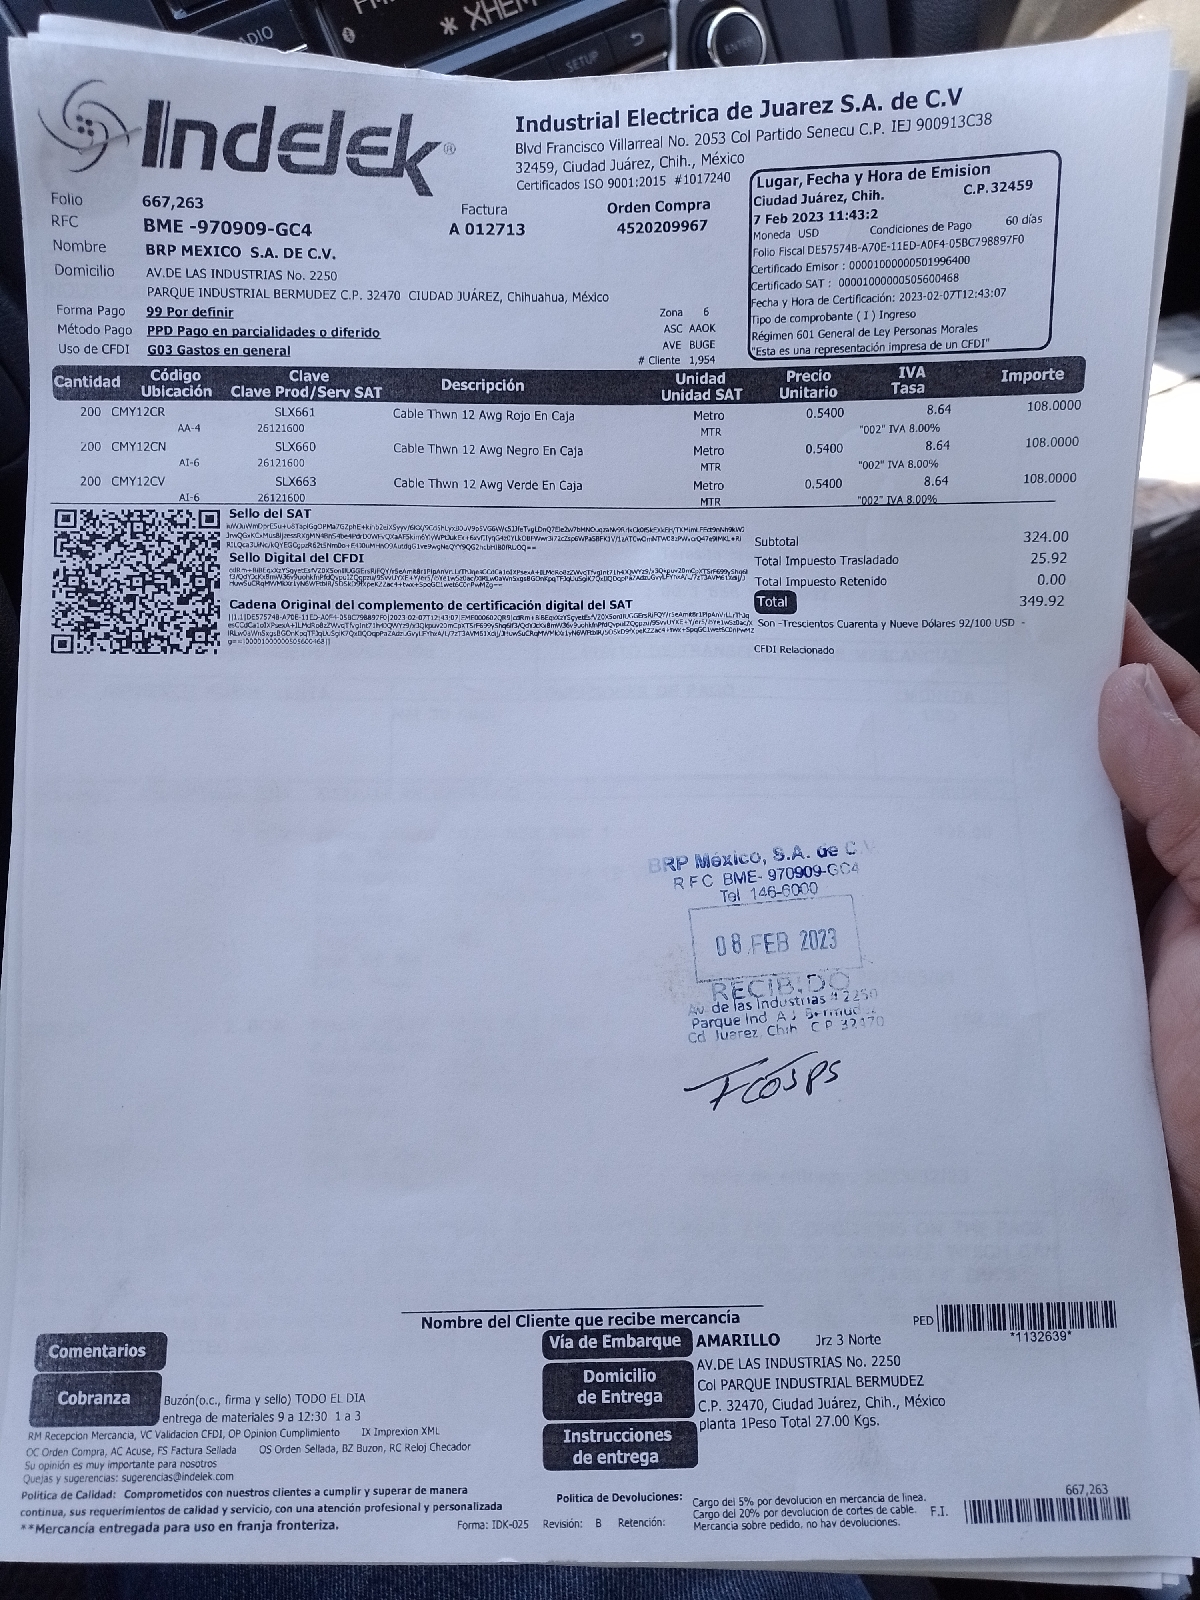 RADIO
* XHEM
SETUP
ENTER
Indelek®
Industrial Electrica de Juarez S.A. de C.V
Blvd Francisco Villarreal No. 2053 Col Partido Senecu C.P. IEJ 900913C38
32459, Ciudad Juárez, Chih., México
Certificados ISO 9001:2015 #1017240
Lugar, Fecha y Hora de Emision
Ciudad Juárez, Chih. C.P. 32459
7 Feb 2023 11:43:2
Moneda USD Condiciones de Pago 60 días
Folio Fiscal DE57574B-A70E-11ED-A0F4-05BC798897F0
Certificado Emisor : 00001000000501996400
Certificado SAT : 00001000000505600468
Fecha y Hora de Certificación: 2023-02-07T12:43:07
Tipo de comprobante ( I ) Ingreso
Régimen 601 General de Ley Personas Morales
"Esta es una representación impresa de un CFDI"
Folio 667,263 Factura Orden Compra
RFC BME -970909-GC4 A 012713 4520209967
Nombre BRP MEXICO S.A. DE C.V.
Domicilio AV.DE LAS INDUSTRIAS No. 2250
PARQUE INDUSTRIAL BERMUDEZ C.P. 32470 CIUDAD JUÁREZ, Chihuahua, México
Forma Pago 99 Por definir Zona 6
Método Pago PPD Pago en parcialidades o diferido ASC AAOK
Uso de CFDI G03 Gastos en general AVE BUGE
# Cliente 1,954
Cantidad Código Ubicación Clave Clave Prod/Serv SAT Descripción Unidad Unidad SAT Precio Unitario IVA Tasa Importe
200 CMY12CR SLX661 Cable Thwn 12 Awg Rojo En Caja Metro 0.5400 8.64 108.0000
AA-4 26121600 MTR "002" IVA 8.00%
200 CMY12CN SLX660 Cable Thwn 12 Awg Negro En Caja Metro 0.5400 8.64 108.0000
AI-6 26121600 MTR "002" IVA 8.00%
200 CMY12CV SLX663 Cable Thwn 12 Awg Verde En Caja Metro 0.5400 8.64 108.0000
AI-6 26121600 MTR "002" IVA 8.00%
Sello del SAT
Sello Digital del CFDI
Cadena Original del complemento de certificación digital del SAT
Subtotal 324.00
Total Impuesto Trasladado 25.92
Total Impuesto Retenido 0.00
Total 349.92
Son -Trescientos Cuarenta y Nueve Dólares 92/100 USD -
CFDI Relacionado
BRP México, S.A. de C.V.
RFC BME- 970909-GC4
Tel 146-6000
08 FEB 2023
RECIBIDO
Av. de las Industrias # 2250
Parque Ind. A J Bermud
Cd Juarez, Chih C P 32470
Nombre del Cliente que recibe mercancía
PED
*1132639*
Comentarios
Vía de Embarque AMARILLO Jrz 3 Norte
Domicilio de Entrega AV.DE LAS INDUSTRIAS No. 2250
Col PARQUE INDUSTRIAL BERMUDEZ
C.P. 32470, Ciudad Juárez, Chih., México
planta 1Peso Total 27.00 Kgs.
Instrucciones de entrega
Cobranza Buzón(o.c., firma y sello) TODO EL DIA
entrega de materiales 9 a 12:30 1 a 3
RM Recepcion Mercancia, VC Validacion CFDI, OP Opinion Cumplimiento IX Imprexion XML
OC Orden Compra, AC Acuse, FS Factura Sellada OS Orden Sellada, BZ Buzon, RC Reloj Checador
Su opinión es muy importante para nosotros
Quejas y sugerencias: sugerencias@indelek.com
Politica de Calidad: Comprometidos con nuestros clientes a cumplir y superar de manera
continua, sus requerimientos de calidad y servicio, con una atención profesional y personalizada
**Mercancía entregada para uso en franja fronteriza.
Forma: IDK-025 Revisión: B Retención:
Politica de Devoluciones: Cargo del 5% por devolucion en mercancia de linea.
Cargo del 20% por devolucion de cortes de cable.
Mercancia sobre pedido, no hay devoluciones.
F.I.
667,263